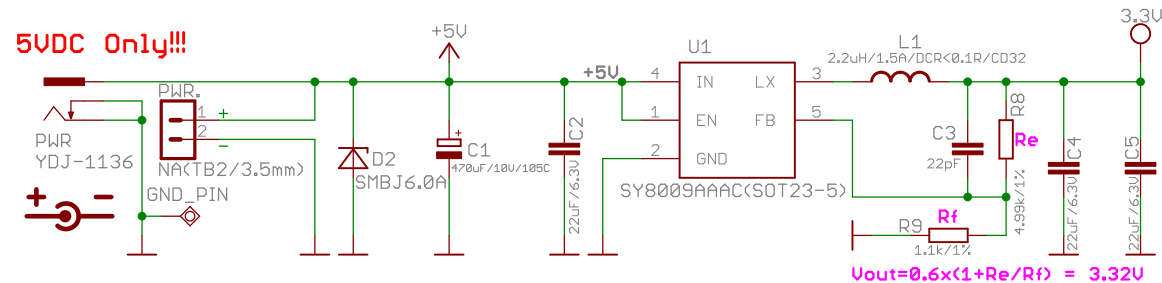 5VDC Only!!!
+5V
3.3V
U1
L1
2.2uH/1.5A/DCR<0.1R/CD32
+5V
4
IN
LX
3
PWR.
1
+
2
-
1
EN
FB
5
2
GND
R8
Re
C3
22pF
4.99k/1%
PWR
YDJ-1136
NA(TB2/3.5mm)
GND_PIN
D2
SMBJ6.0A
+
C1
470uF/10V/105C
C2
22uF/6.3V
SY8009AAAC(SOT23-5)
C4
22uF/6.3V
C5
22uF/6.3V
+
-
Rf
R9
1.1k/1%
Vout=0.6x(1+Re/Rf) = 3.32V